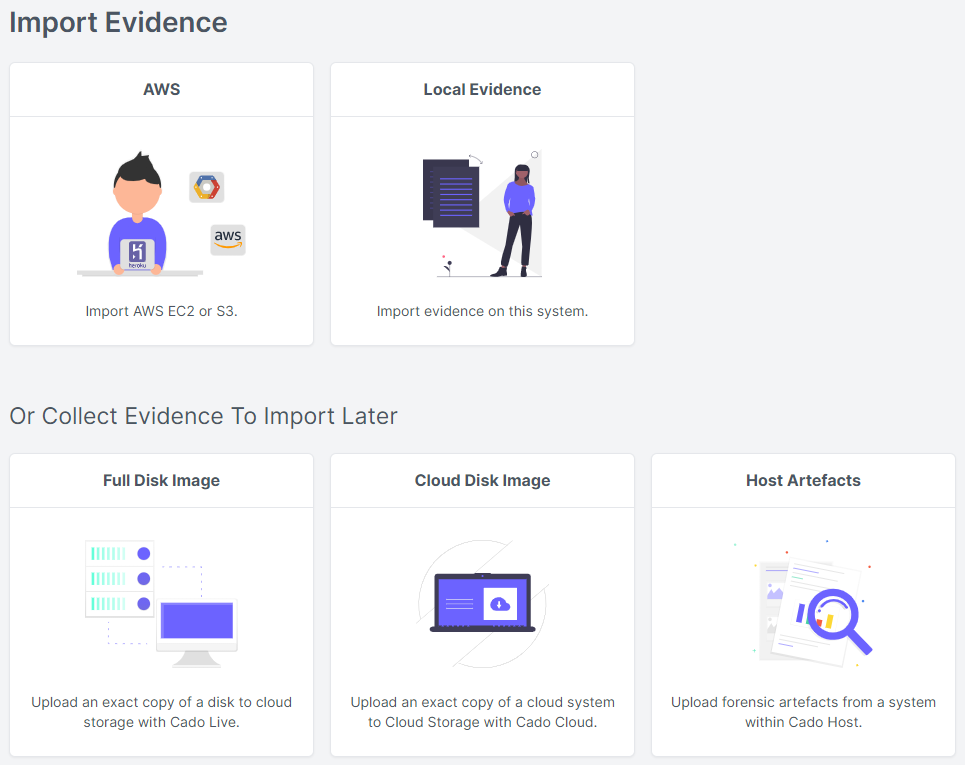 Import Evidence
AWS
Local Evidence
aws
heroku
Import AWS EC2 or S3.
Import evidence on this system.
Or Collect Evidence To Import Later
Full Disk Image
Cloud Disk Image
Host Artefacts
Upload an exact copy of a disk to cloud
storage with Cado Live.
Upload an exact copy of a cloud system
to Cloud Storage with Cado Cloud.
Upload forensic artefacts from a system
within Cado Host.